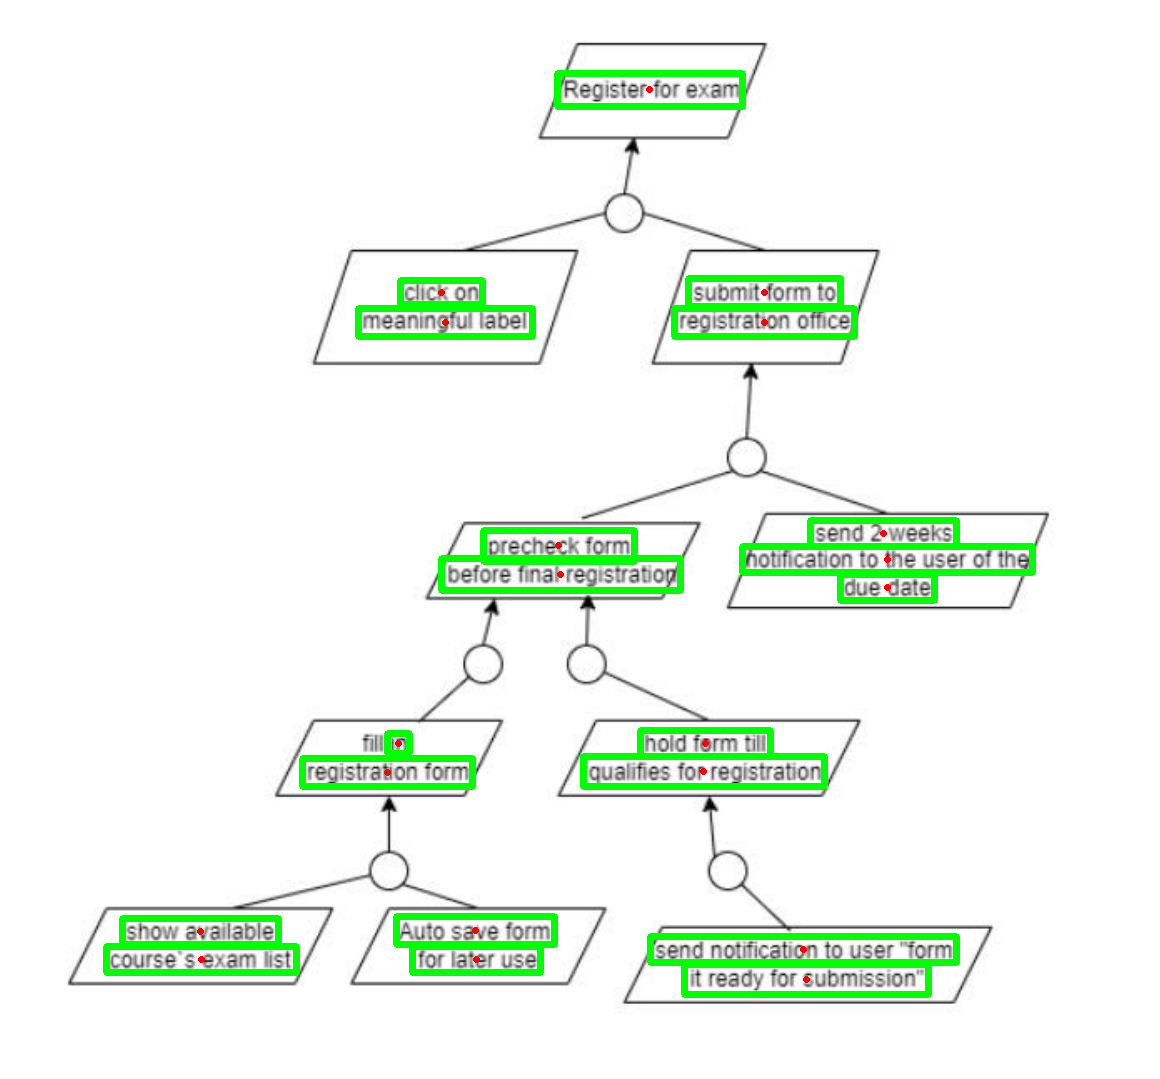 Register for exam
click on
meaningful label
submit form to
registration office
precheck form
before final registration
send 2 weeks
notification to the user of the
due date
fill in
registration form
hold form till
qualifies for registration
show available
course`s exam list
Auto save form
for later use
send notification to user "form
it ready for submission"